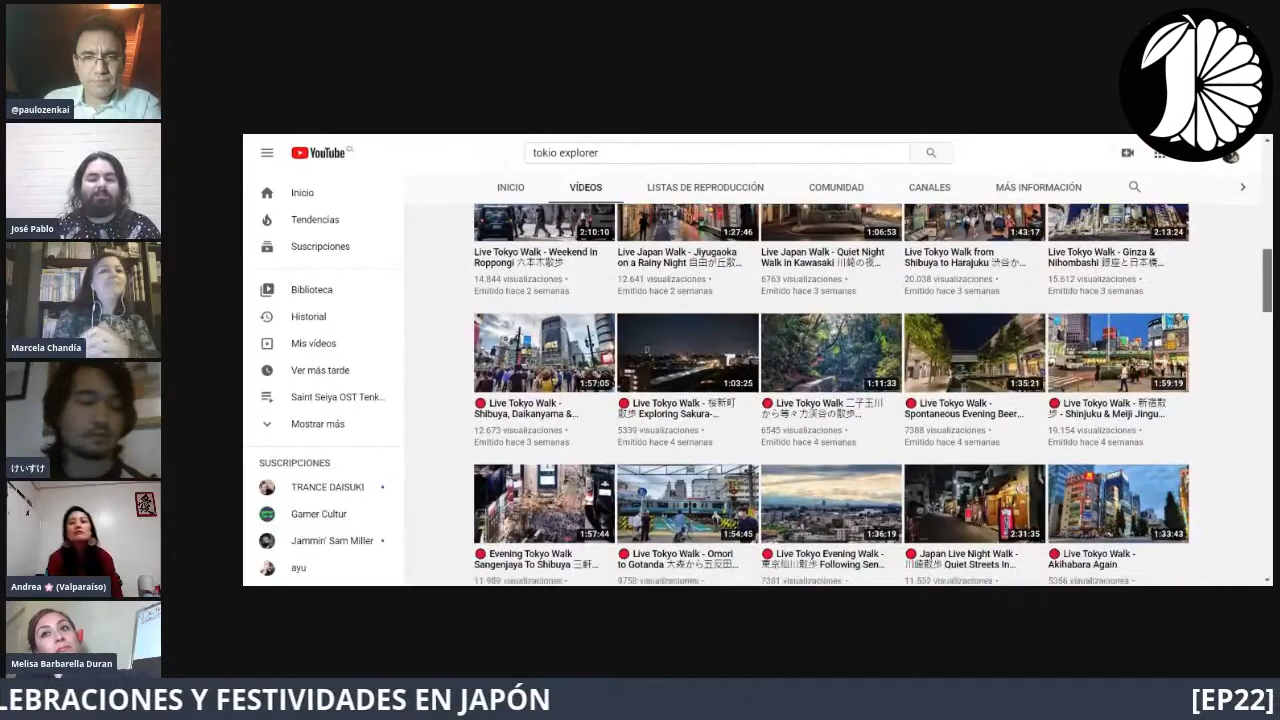 @paulozenkai
José Pablo
Marcela Chandía
けいすけ
Andrea 🌸 (Valparaíso)
Melisa Barbarella Duran
YouTube CL
tokio explorer
INICIO
VÍDEOS
LISTAS DE REPRODUCCIÓN
COMUNIDAD
CANALES
MÁS INFORMACIÓN
Inicio
Tendencias
Suscripciones
Biblioteca
Historial
Mis vídeos
Ver más tarde
Saint Seiya OST Tenk...
Mostrar más
SUSCRIPCIONES
TRANCE DAISUKI
Gamer Cultur
Jammin' Sam Miller
ayu
2:10:10
1:27:46
1:06:53
1:43:17
2:13:24
Live Tokyo Walk - Weekend in
Roppongi 六本木散歩
14.844 visualizaciones •
Emitido hace 2 semanas
Live Japan Walk - Jiyugaoka
on a Rainy Night 自由が丘散...
12.641 visualizaciones •
Emitido hace 2 semanas
Live Japan Walk - Quiet Night
Walk in Kawasaki 川崎の夜...
6763 visualizaciones •
Emitido hace 3 semanas
Live Tokyo Walk from
Shibuya to Harajuku 渋谷か...
20.038 visualizaciones •
Emitido hace 3 semanas
Live Tokyo Walk - Ginza &
Nihombashi 銀座と日本橋...
15.612 visualizaciones •
Emitido hace 3 semanas
1:57:05
1:03:25
1:11:33
1:35:21
1:59:19
🔴 Live Tokyo Walk -
Shibuya, Daikanyama &...
12.673 visualizaciones •
Emitido hace 3 semanas
🔴 Live Tokyo Walk - 桜新町
散歩 Exploring Sakura-...
5339 visualizaciones •
Emitido hace 4 semanas
🔴 Live Tokyo Walk 二子玉川
から等々力渓谷の散歩...
6545 visualizaciones •
Emitido hace 4 semanas
🔴 Live Tokyo Walk -
Spontaneous Evening Beer...
7388 visualizaciones •
Emitido hace 4 semanas
🔴 Live Tokyo Walk - 新宿散
歩 - Shinjuku & Meiji Jingu...
19.154 visualizaciones •
Emitido hace 4 semanas
1:57:44
1:54:45
1:36:19
2:31:35
1:33:43
🔴 Evening Tokyo Walk
Sangenjaya To Shibuya 三軒...
11.989 visualizaciones •
🔴 Live Tokyo Walk - Omori
to Gotanda 大森から五反田...
9758 visualizaciones •
🔴 Live Tokyo Evening Walk -
東京仙川散歩 Following Sen...
7381 visualizaciones •
🔴 Japan Live Night Walk -
川崎散歩 Quiet Streets In...
11.552 visualizaciones •
🔴 Live Tokyo Walk -
Akihabara Again
5366 visualizaciones •
LEBRACIONES Y FESTIVIDADES EN JAPÓN
[EP22]